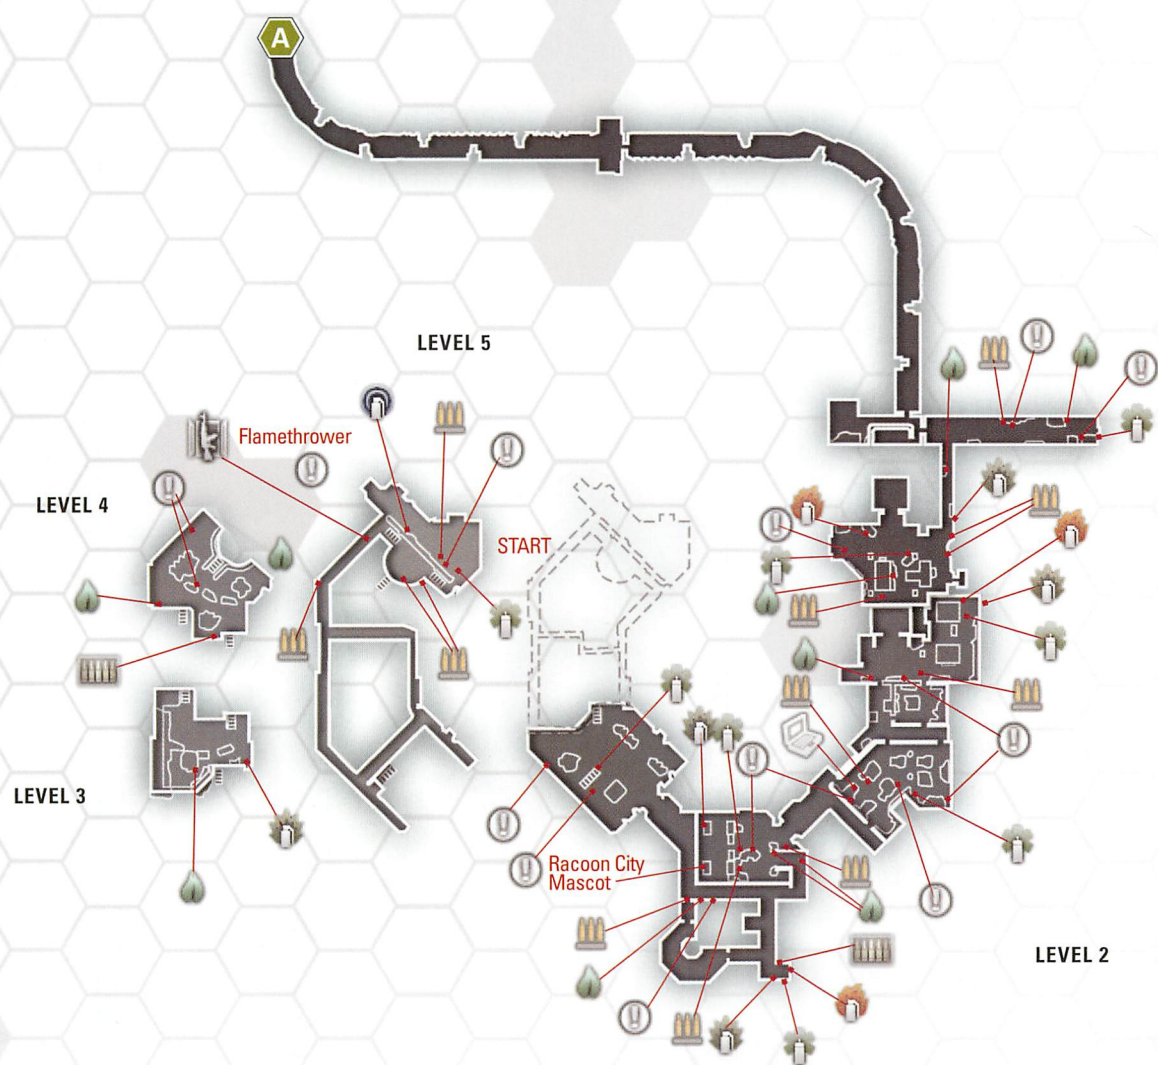 A
LEVEL 5
Flamethrower
LEVEL 4
START
LEVEL 3
Racoon City
Mascot
LEVEL 2